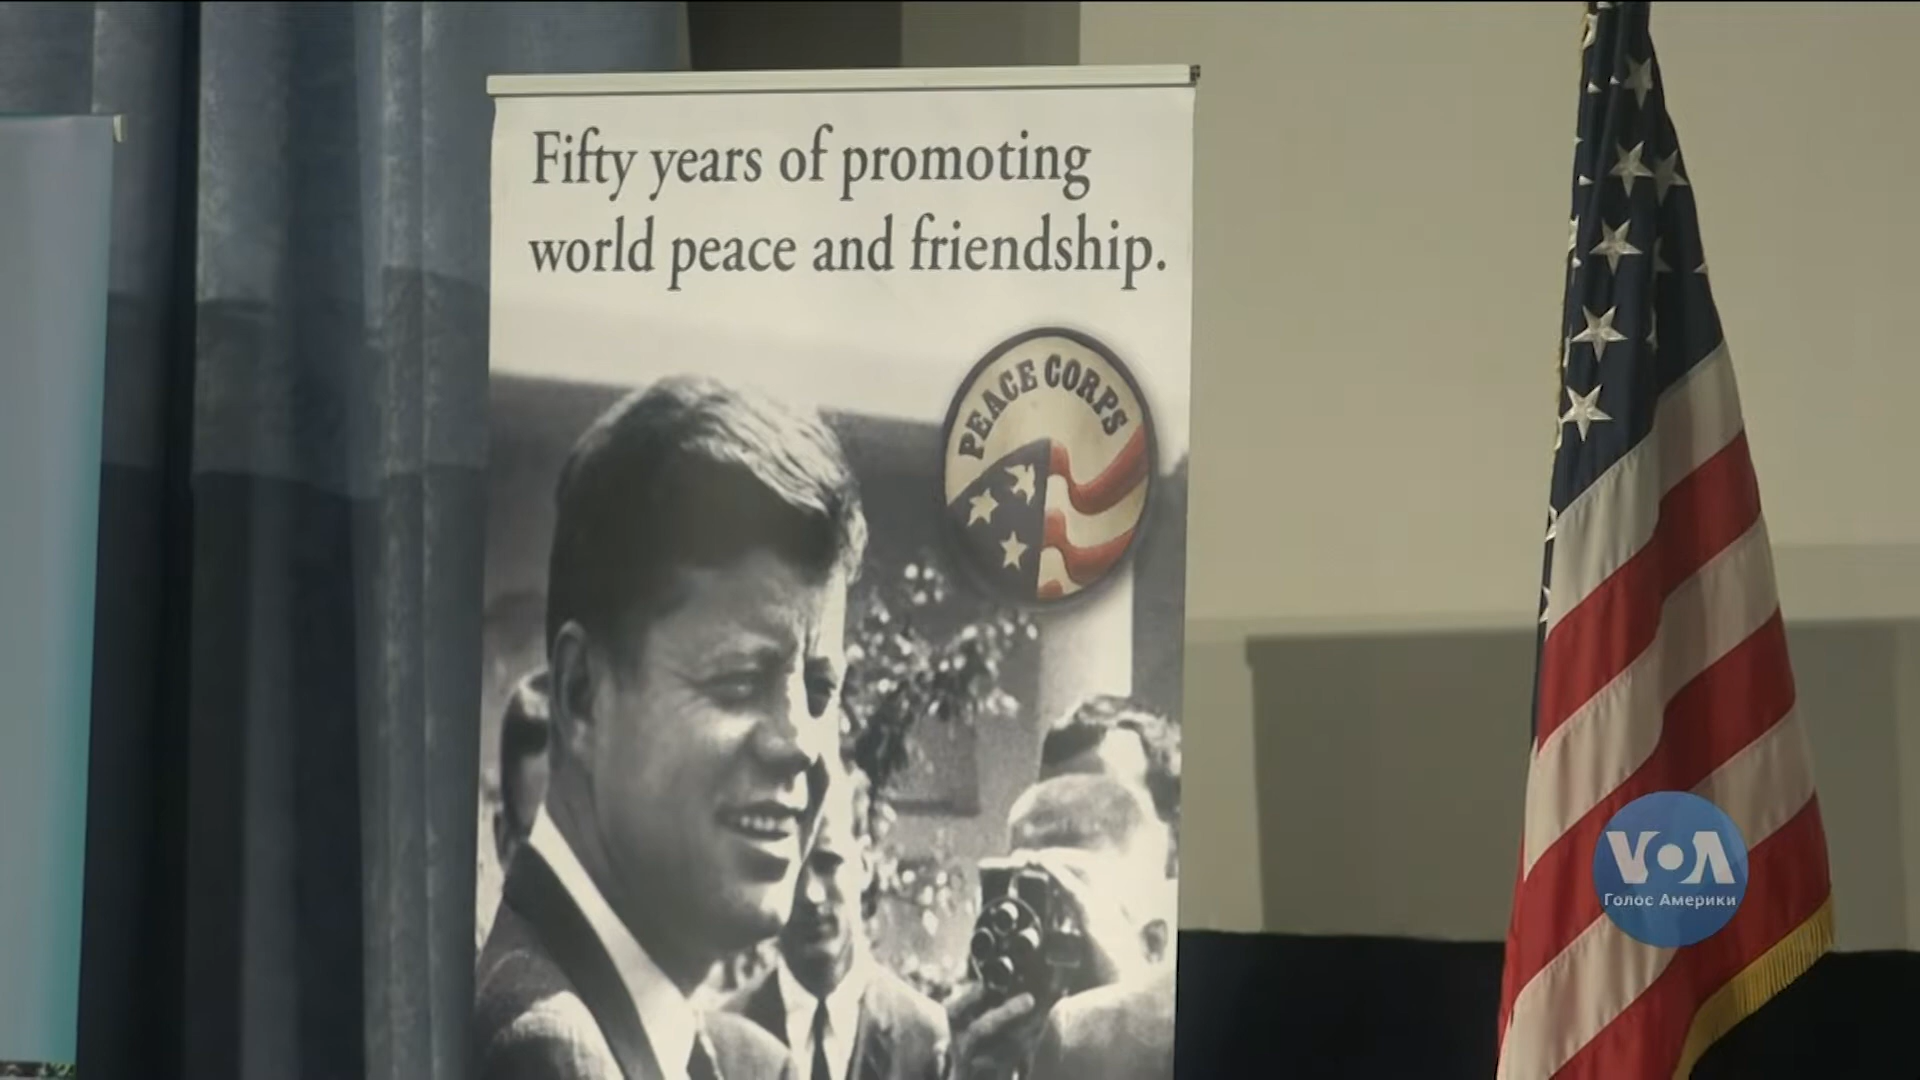 Fifty years of promoting
world peace and friendship.
PEACE CORPS
VOA
Голос Америки